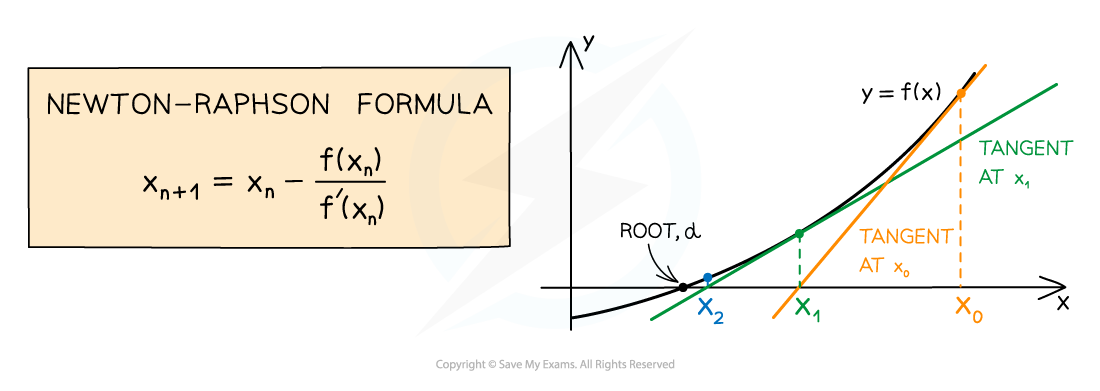 NEWTON-RAPHSON FORMULA
xₙ₊₁ = xₙ − f(xₙ) / f′(xₙ)
y
y = f(x)
TANGENT
AT x₁
ROOT, α
TANGENT
AT x₀
x₂
x₁
x₀
x
Copyright © Save My Exams. All Rights Reserved